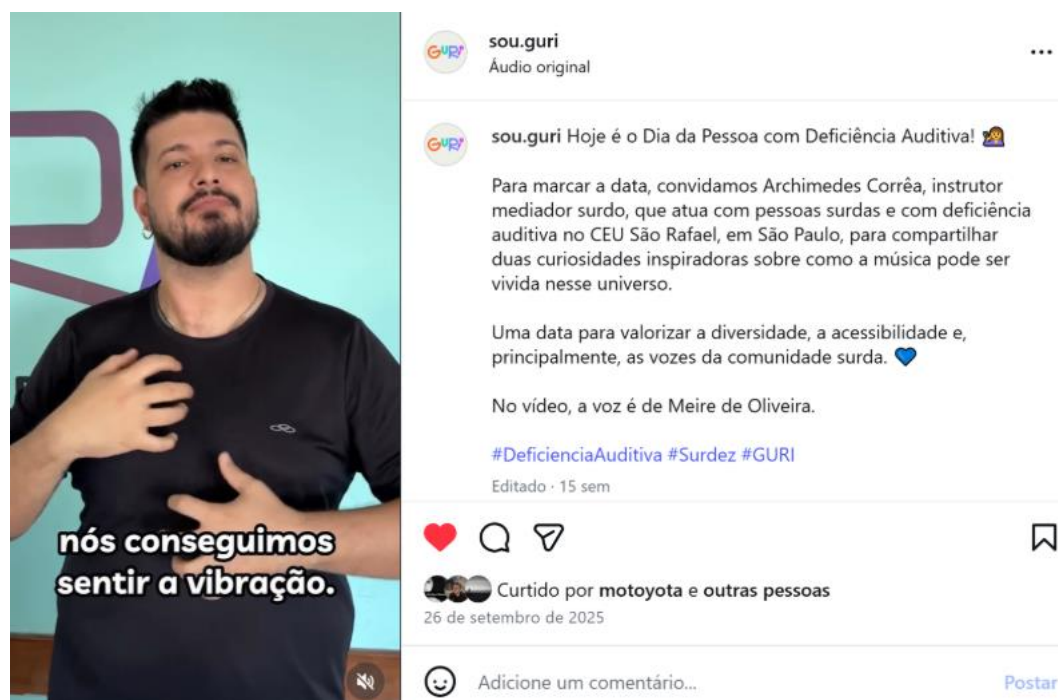 nós conseguimos
sentir a vibração.
GURI
sou.guri
Áudio original
GURI
sou.guri Hoje é o Dia da Pessoa com Deficiência Auditiva! 🧏‍♀️
Para marcar a data, convidamos Archimedes Corrêa, instrutor
mediador surdo, que atua com pessoas surdas e com deficiência
auditiva no CEU São Rafael, em São Paulo, para compartilhar
duas curiosidades inspiradoras sobre como a música pode ser
vivida nesse universo.
Uma data para valorizar a diversidade, a acessibilidade e,
principalmente, as vozes da comunidade surda. 💙
No vídeo, a voz é de Meire de Oliveira.
#DeficienciaAuditiva #Surdez #GURI
Editado · 15 sem
Curtido por motoyota e outras pessoas
26 de setembro de 2025
Adicione um comentário...
Postar